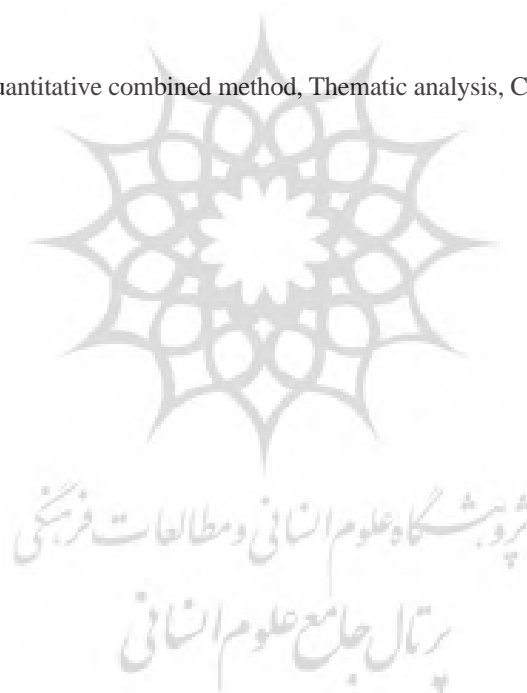 uantitative combined method, Thematic analysis, C
پژوهشگاه علوم انسانی و مطالعات فرهنگی
پرتال جامع علوم انسانی